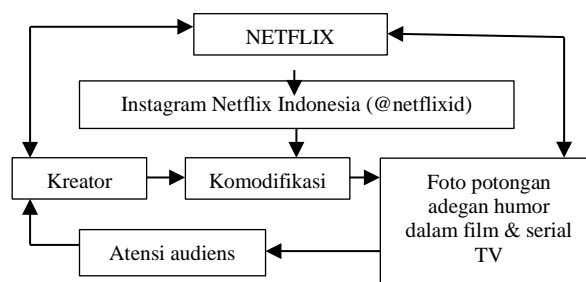 NETFLIX
Instagram Netflix Indonesia (@netflixid)
Kreator
Komodifikasi
Foto potongan
adegan humor
dalam film & serial
TV
Atensi audiens